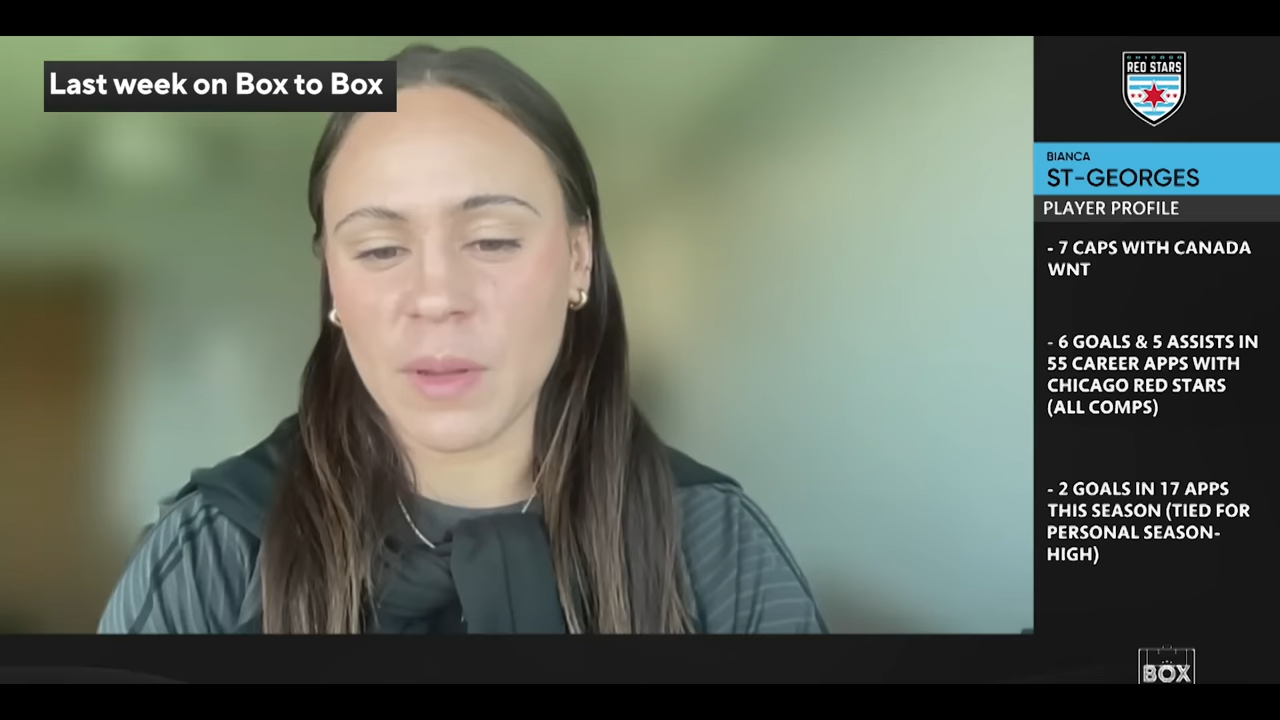 Last week on Box to Box
CHICAGO
RED STARS
BIANCA
ST-GEORGES
PLAYER PROFILE
- 7 CAPS WITH CANADA
WNT
- 6 GOALS & 5 ASSISTS IN
55 CAREER APPS WITH
CHICAGO RED STARS
(ALL COMPS)
- 2 GOALS IN 17 APPS
THIS SEASON (TIED FOR
PERSONAL SEASON-
HIGH)
BOX